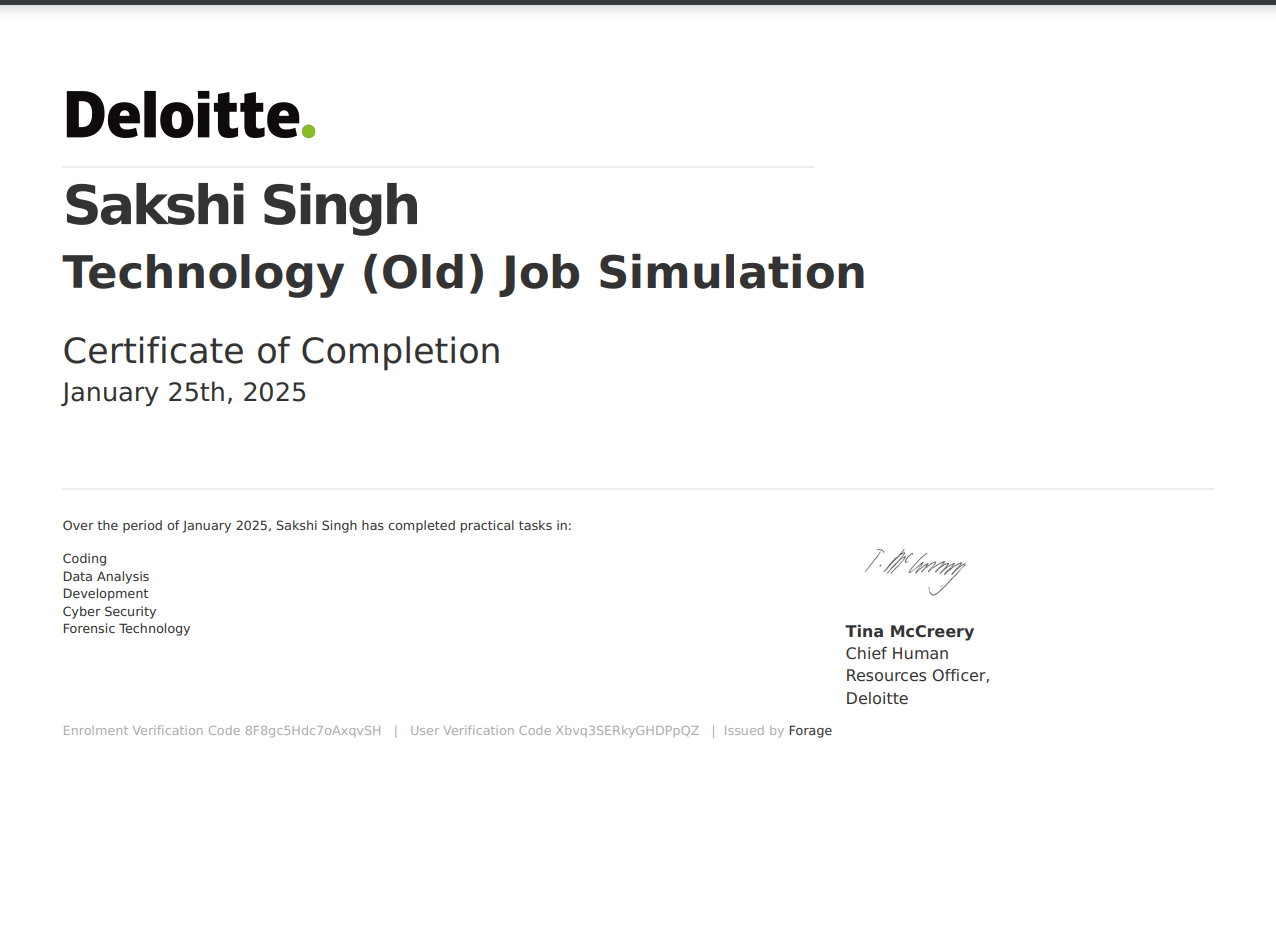 Deloitte.
Sakshi Singh
Technology (Old) Job Simulation
Certificate of Completion
January 25th, 2025
Over the period of January 2025, Sakshi Singh has completed practical tasks in:
Coding
Data Analysis
Development
Cyber Security
Forensic Technology
T. McCreery
Tina McCreery
Chief Human
Resources Officer,
Deloitte
Enrolment Verification Code 8F8gc5Hdc7oAxqvSH | User Verification Code Xbvq3SERkyGHDPpQZ | Issued by Forage